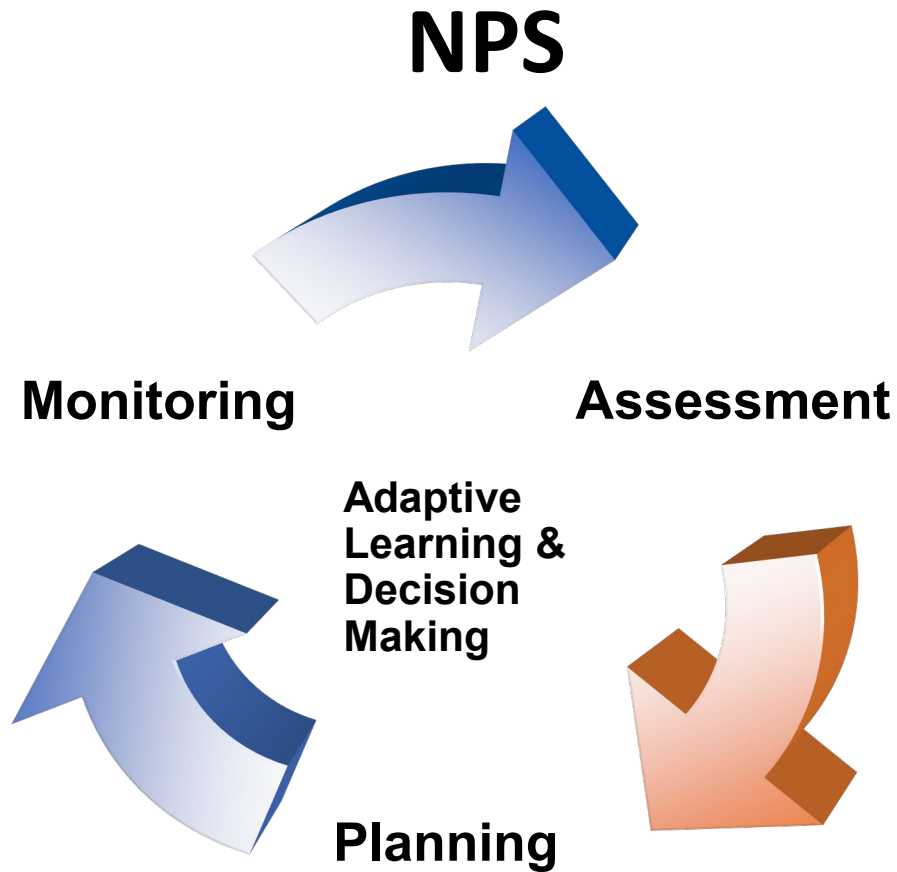 NPS
Monitoring
Assessment
Adaptive
Learning &
Decision
Making
Planning